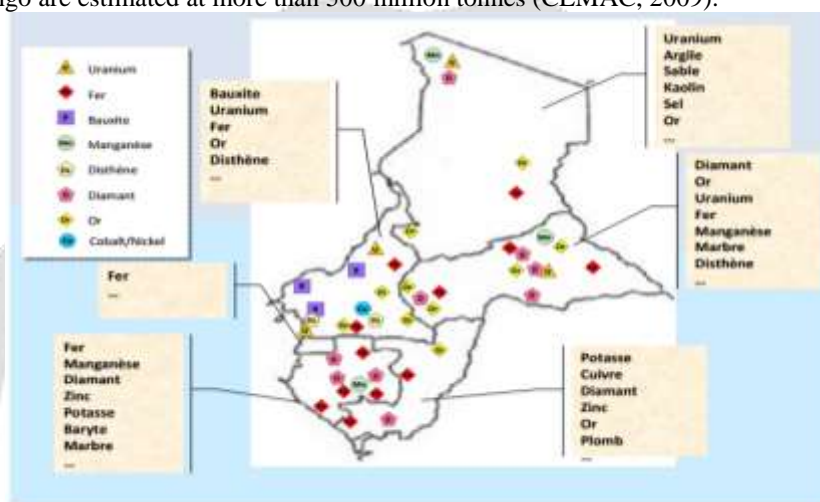 ngo are estimated at more than 500 million tonnes (CEMAC, 2009).
Uranium
Fer
Bauxite
Manganèse
Disthène
Diamant
Or
Cobalt/Nickel
Bauxite
Uranium
Fer
Or
Disthène
...
Uranium
Argile
Sable
Kaolin
Sel
Or
...
Diamant
Or
Uranium
Fer
Manganèse
Marbre
Disthène
...
Fer
...
Fer
Manganèse
Diamant
Zinc
Potasse
Baryte
Marbre
...
Potasse
Cuivre
Diamant
Zinc
Or
Plomb
...